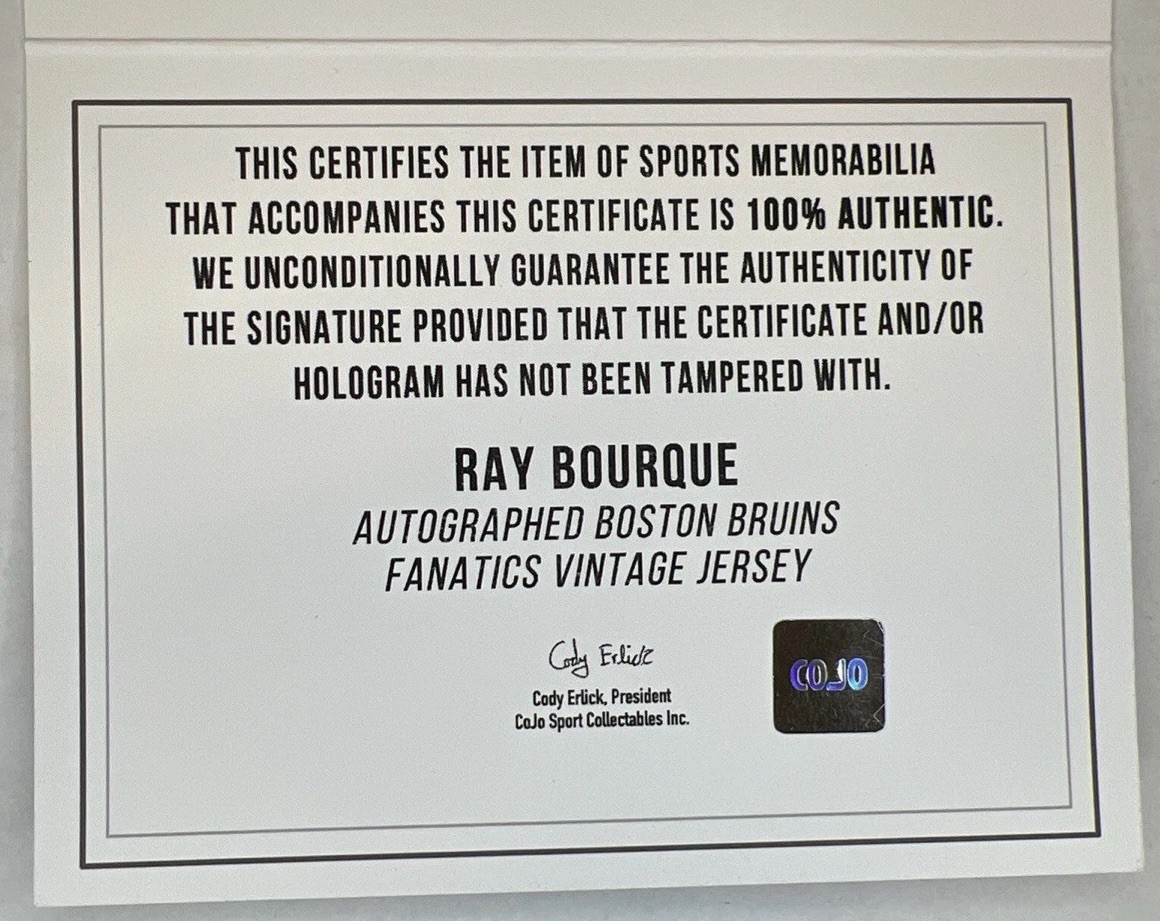 THIS CERTIFIES THE ITEM OF SPORTS MEMORABILIA
THAT ACCOMPANIES THIS CERTIFICATE IS 100% AUTHENTIC.
WE UNCONDITIONALLY GUARANTEE THE AUTHENTICITY OF
THE SIGNATURE PROVIDED THAT THE CERTIFICATE AND/OR
HOLOGRAM HAS NOT BEEN TAMPERED WITH.
RAY BOURQUE
AUTOGRAPHED BOSTON BRUINS
FANATICS VINTAGE JERSEY
Cody Erlick
Cody Erlick, President
CoJo Sport Collectables Inc.
COJO